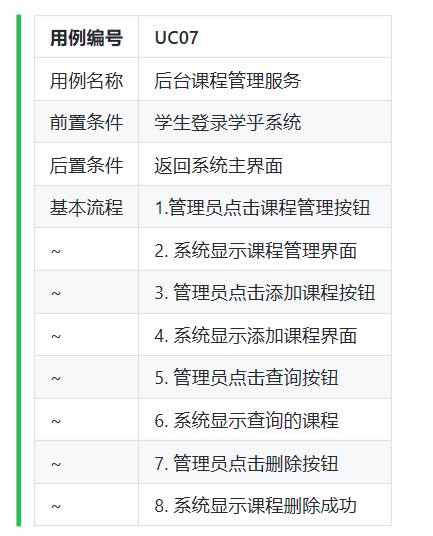 用例编号 UC07
用例名称 后台课程管理服务
前置条件 学生登录学乎系统
后置条件 返回系统主界面
基本流程 1.管理员点击课程管理按钮
~ 2. 系统显示课程管理界面
~ 3. 管理员点击添加课程按钮
~ 4. 系统显示添加课程界面
~ 5. 管理员点击查询按钮
~ 6. 系统显示查询的课程
~ 7. 管理员点击删除按钮
~ 8. 系统显示课程删除成功